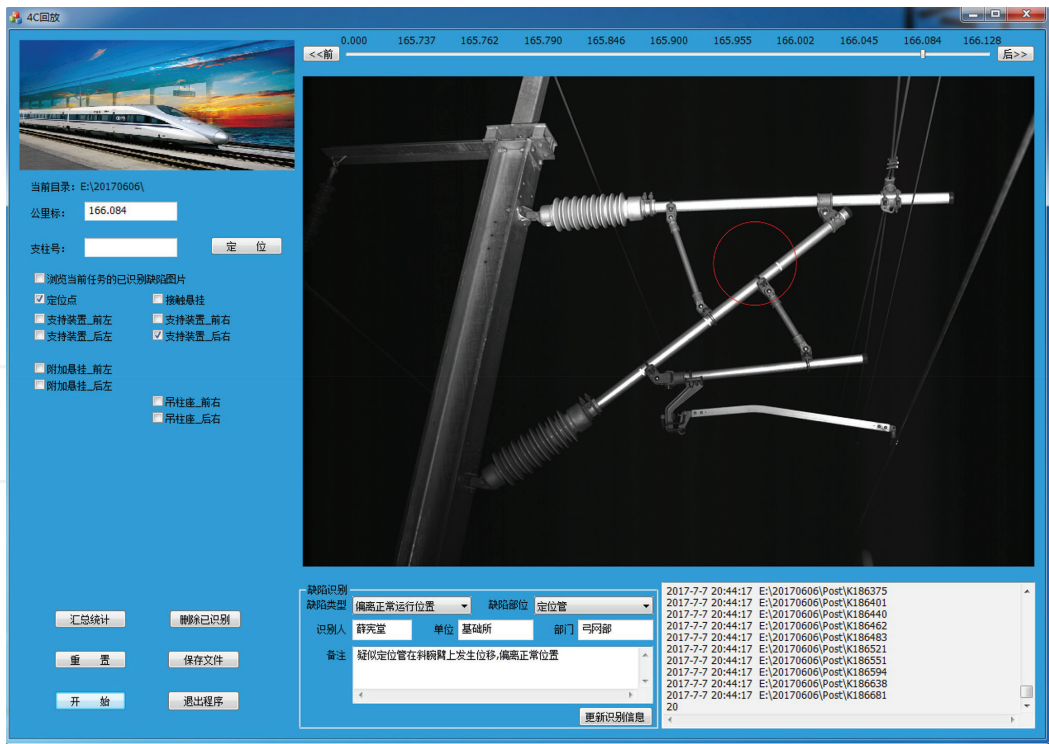 4C回放
0.000 165.737 165.762 165.790 165.846 165.900 165.955 166.002 166.045 166.084 166.128
<<前
后>>
当前目录：E:\20170606\
公里标： 166.084
支柱号：
定 位
浏览当前任务的已识别缺陷图片
定位点 接触悬挂
支持装置_前左 支持装置_前右
支持装置_后左 支持装置_后右
附加悬挂_前左
附加悬挂_后左
吊柱座_前右
吊柱座_后右
汇总统计 删除已识别
重 置 保存文件
开 始 退出程序
缺陷识别
缺陷类型 偏离正常运行位置 缺陷部位 定位管
识别人 薛宪堂 单位 基础所 部门 弓网部
备注 疑似定位管在斜腕臂上发生位移,偏离正常位置
更新识别信息
2017-7-7 20:44:17 E:\20170606\Post\K186375
2017-7-7 20:44:17 E:\20170606\Post\K186401
2017-7-7 20:44:17 E:\20170606\Post\K186440
2017-7-7 20:44:17 E:\20170606\Post\K186462
2017-7-7 20:44:17 E:\20170606\Post\K186483
2017-7-7 20:44:17 E:\20170606\Post\K186521
2017-7-7 20:44:17 E:\20170606\Post\K186551
2017-7-7 20:44:17 E:\20170606\Post\K186594
2017-7-7 20:44:17 E:\20170606\Post\K186638
2017-7-7 20:44:17 E:\20170606\Post\K186681
20